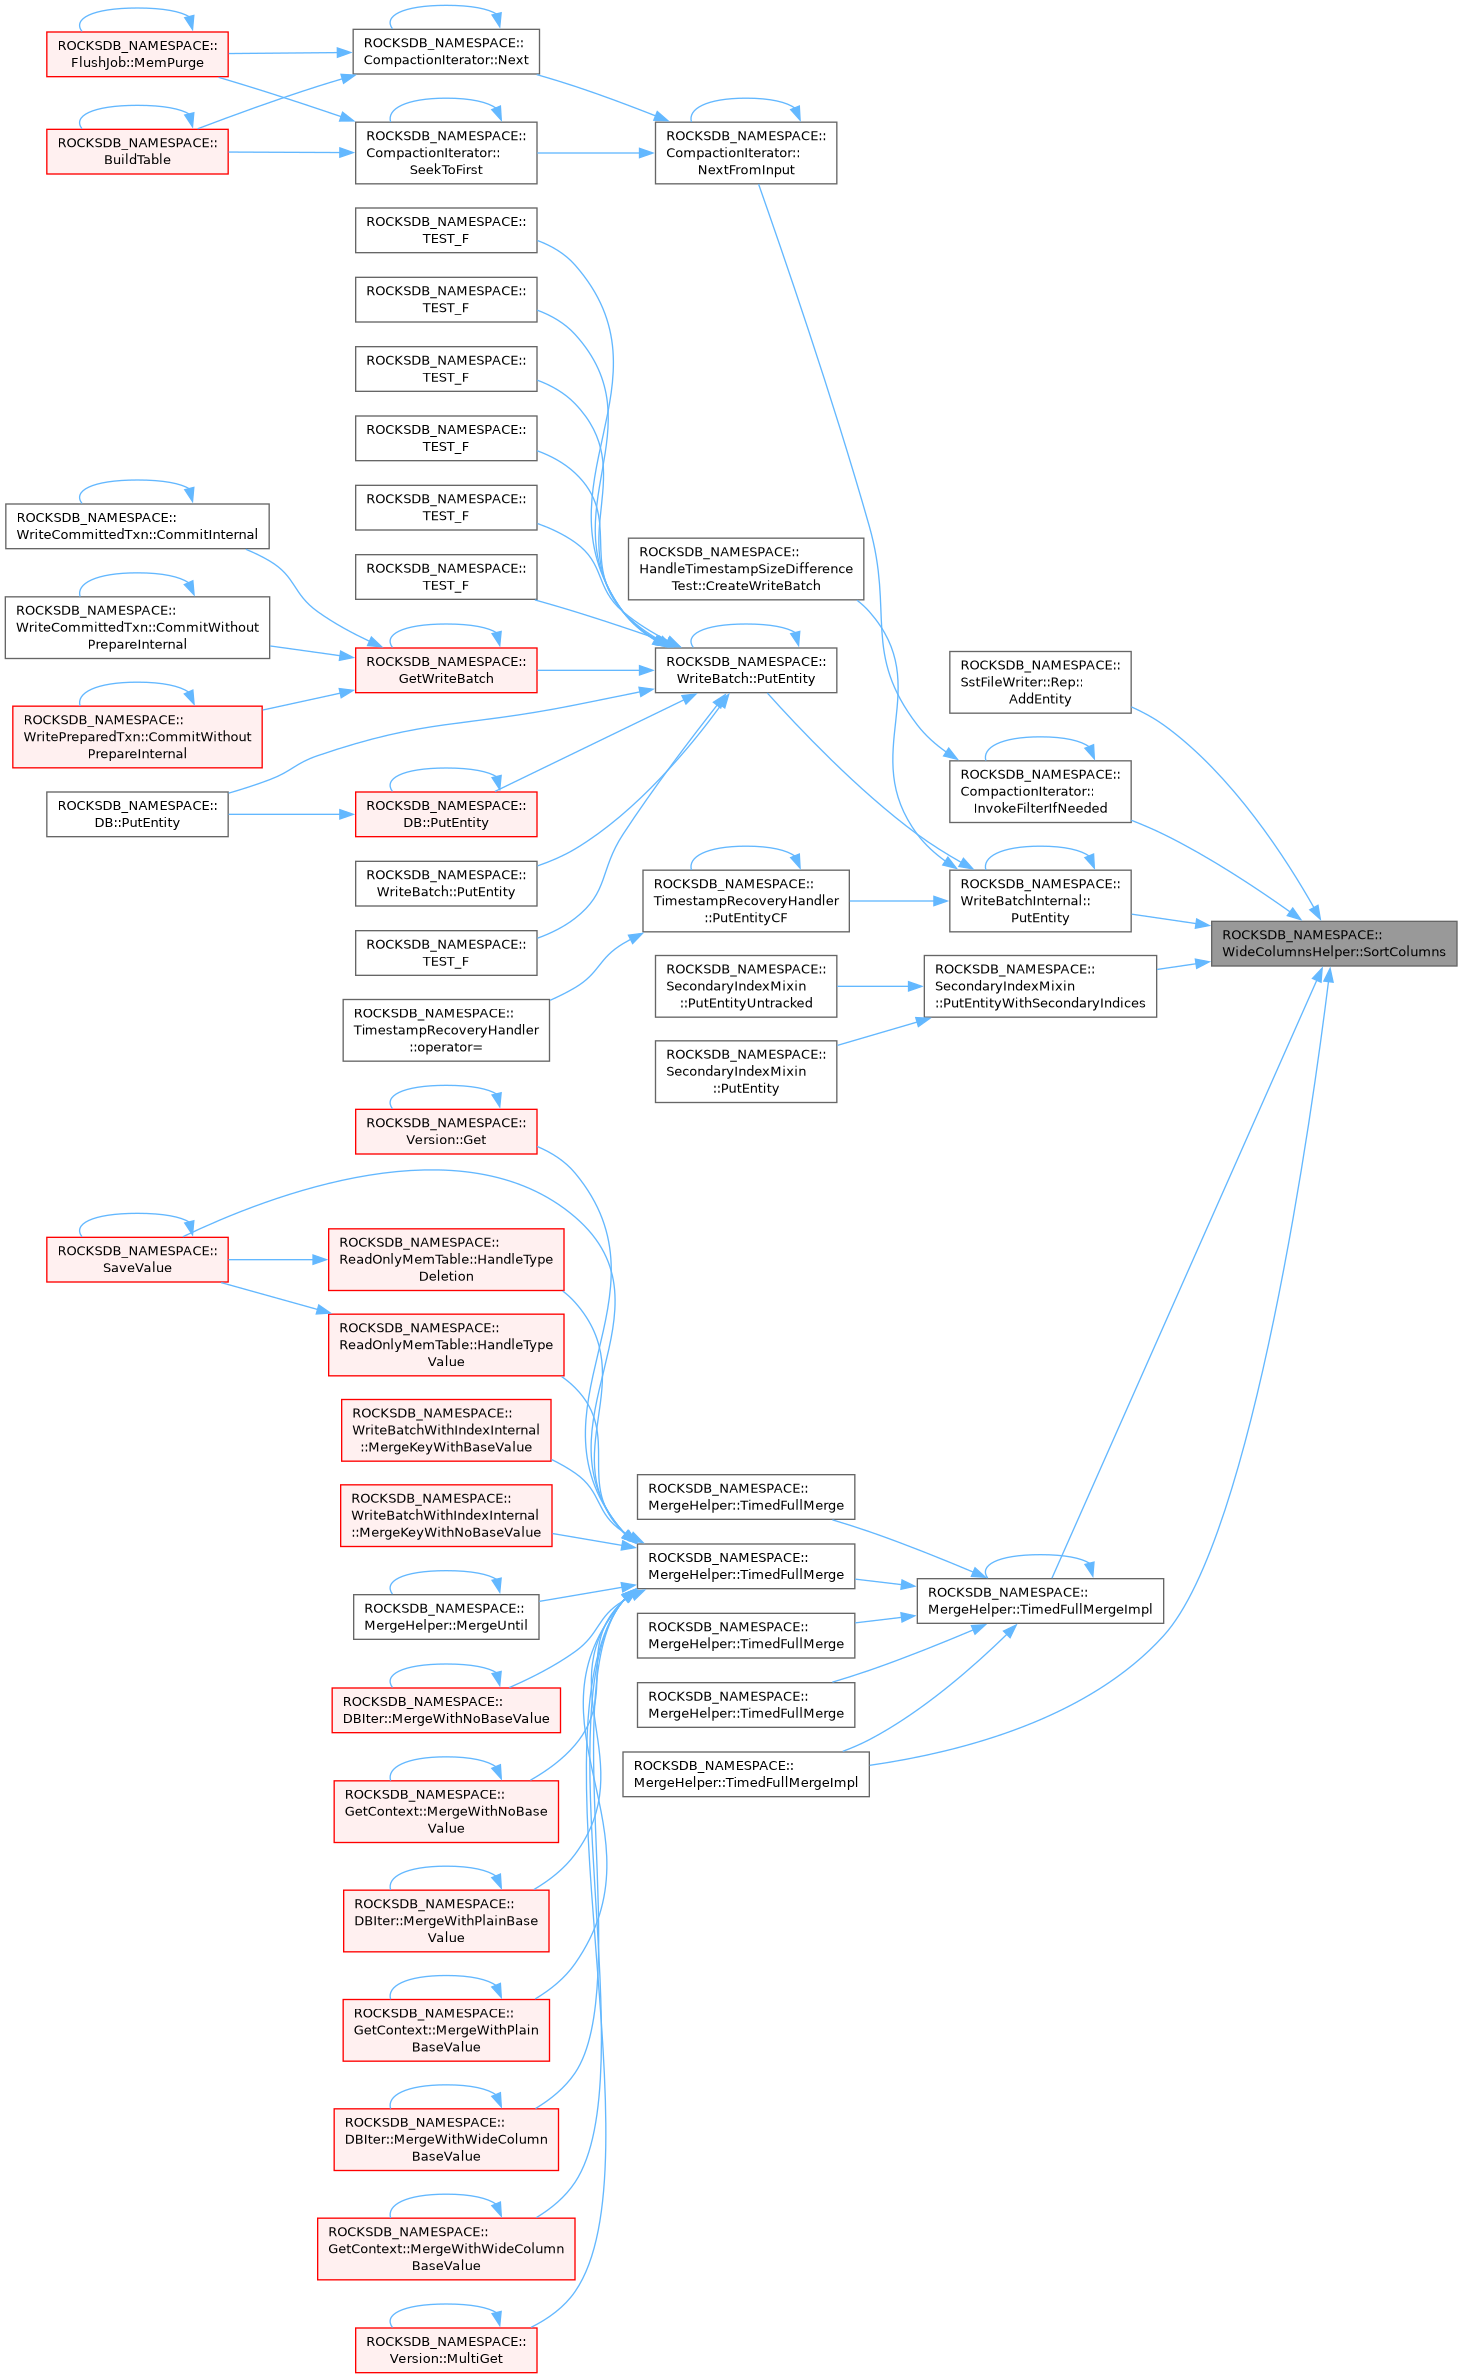 ROCKSDB_NAMESPACE::
FlushJob::MemPurge
ROCKSDB_NAMESPACE::
BuildTable
ROCKSDB_NAMESPACE::
WriteCommittedTxn::CommitInternal
ROCKSDB_NAMESPACE::
WriteCommittedTxn::CommitWithout
PrepareInternal
ROCKSDB_NAMESPACE::
WritePreparedTxn::CommitWithout
PrepareInternal
ROCKSDB_NAMESPACE::
DB::PutEntity
ROCKSDB_NAMESPACE::
SaveValue
ROCKSDB_NAMESPACE::
CompactionIterator::Next
ROCKSDB_NAMESPACE::
CompactionIterator::
SeekToFirst
ROCKSDB_NAMESPACE::
TEST_F
ROCKSDB_NAMESPACE::
TEST_F
ROCKSDB_NAMESPACE::
TEST_F
ROCKSDB_NAMESPACE::
TEST_F
ROCKSDB_NAMESPACE::
TEST_F
ROCKSDB_NAMESPACE::
TEST_F
ROCKSDB_NAMESPACE::
GetWriteBatch
ROCKSDB_NAMESPACE::
DB::PutEntity
ROCKSDB_NAMESPACE::
WriteBatch::PutEntity
ROCKSDB_NAMESPACE::
TEST_F
ROCKSDB_NAMESPACE::
TimestampRecoveryHandler
::operator=
ROCKSDB_NAMESPACE::
Version::Get
ROCKSDB_NAMESPACE::
ReadOnlyMemTable::HandleType
Deletion
ROCKSDB_NAMESPACE::
ReadOnlyMemTable::HandleType
Value
ROCKSDB_NAMESPACE::
WriteBatchWithIndexInternal
::MergeKeyWithBaseValue
ROCKSDB_NAMESPACE::
WriteBatchWithIndexInternal
::MergeKeyWithNoBaseValue
ROCKSDB_NAMESPACE::
MergeHelper::MergeUntil
ROCKSDB_NAMESPACE::
DBIter::MergeWithNoBaseValue
ROCKSDB_NAMESPACE::
GetContext::MergeWithNoBase
Value
ROCKSDB_NAMESPACE::
DBIter::MergeWithPlainBase
Value
ROCKSDB_NAMESPACE::
GetContext::MergeWithPlain
BaseValue
ROCKSDB_NAMESPACE::
DBIter::MergeWithWideColumn
BaseValue
ROCKSDB_NAMESPACE::
GetContext::MergeWithWideColumn
BaseValue
ROCKSDB_NAMESPACE::
Version::MultiGet
ROCKSDB_NAMESPACE::
CompactionIterator::
NextFromInput
ROCKSDB_NAMESPACE::
HandleTimestampSizeDifference
Test::CreateWriteBatch
ROCKSDB_NAMESPACE::
WriteBatch::PutEntity
ROCKSDB_NAMESPACE::
TimestampRecoveryHandler
::PutEntityCF
ROCKSDB_NAMESPACE::
SecondaryIndexMixin
::PutEntityUntracked
ROCKSDB_NAMESPACE::
SecondaryIndexMixin
::PutEntity
ROCKSDB_NAMESPACE::
MergeHelper::TimedFullMerge
ROCKSDB_NAMESPACE::
MergeHelper::TimedFullMerge
ROCKSDB_NAMESPACE::
MergeHelper::TimedFullMerge
ROCKSDB_NAMESPACE::
MergeHelper::TimedFullMerge
ROCKSDB_NAMESPACE::
MergeHelper::TimedFullMergeImpl
ROCKSDB_NAMESPACE::
SstFileWriter::Rep::
AddEntity
ROCKSDB_NAMESPACE::
CompactionIterator::
InvokeFilterIfNeeded
ROCKSDB_NAMESPACE::
WriteBatchInternal::
PutEntity
ROCKSDB_NAMESPACE::
SecondaryIndexMixin
::PutEntityWithSecondaryIndices
ROCKSDB_NAMESPACE::
MergeHelper::TimedFullMergeImpl
ROCKSDB_NAMESPACE::
WideColumnsHelper::SortColumns